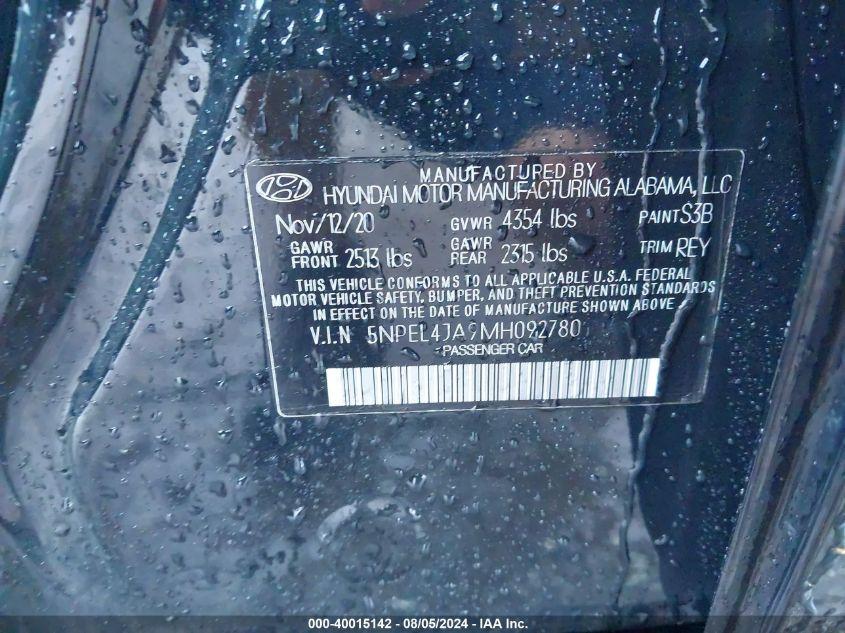 MANUFACTURED BY
HYUNDAI MOTOR MANUFACTURING ALABAMA, LLC
Nov/12/20 GVWR 4354 lbs PAINT S3B
GAWR FRONT 2513 lbs GAWR REAR 2315 lbs TRIM REY
THIS VEHICLE CONFORMS TO ALL APPLICABLE U.S.A. FEDERAL
MOTOR VEHICLE SAFETY, BUMPER, AND THEFT PREVENTION STANDARDS
IN EFFECT ON THE DATE OF MANUFACTURE SHOWN ABOVE
V.I.N 5NPEL4JA9MH092780
PASSENGER CAR
000-40015142 - 08/05/2024 - IAA Inc.